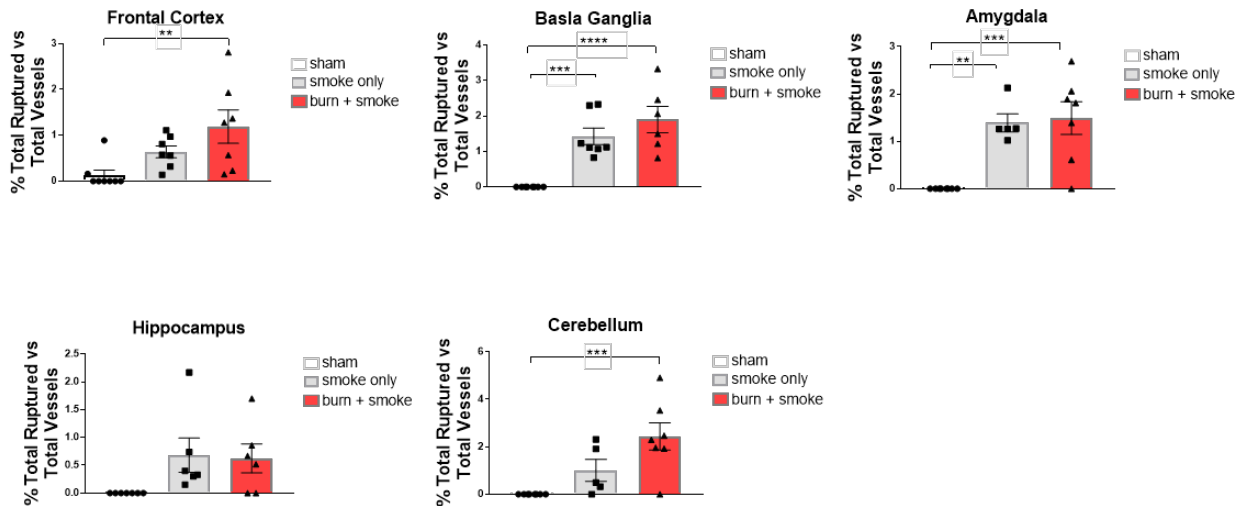 Frontal Cortex
**
% Total Ruptured vs
Total Vessels
3
2
1
0
sham
smoke only
burn + smoke
Basla Ganglia
****
***
% Total Ruptured vs
Total Vessels
4
3
2
1
0
sham
smoke only
burn + smoke
Amygdala
***
**
% Total Ruptured vs
Total Vessels
3
2
1
0
sham
smoke only
burn + smoke
Hippocampus
% Total Ruptured vs
Total Vessels
2.5
2.0
1.5
1.0
0.5
0.0
sham
smoke only
burn + smoke
Cerebellum
***
% Total Ruptured vs
Total Vessels
6
4
2
0
sham
smoke only
burn + smoke